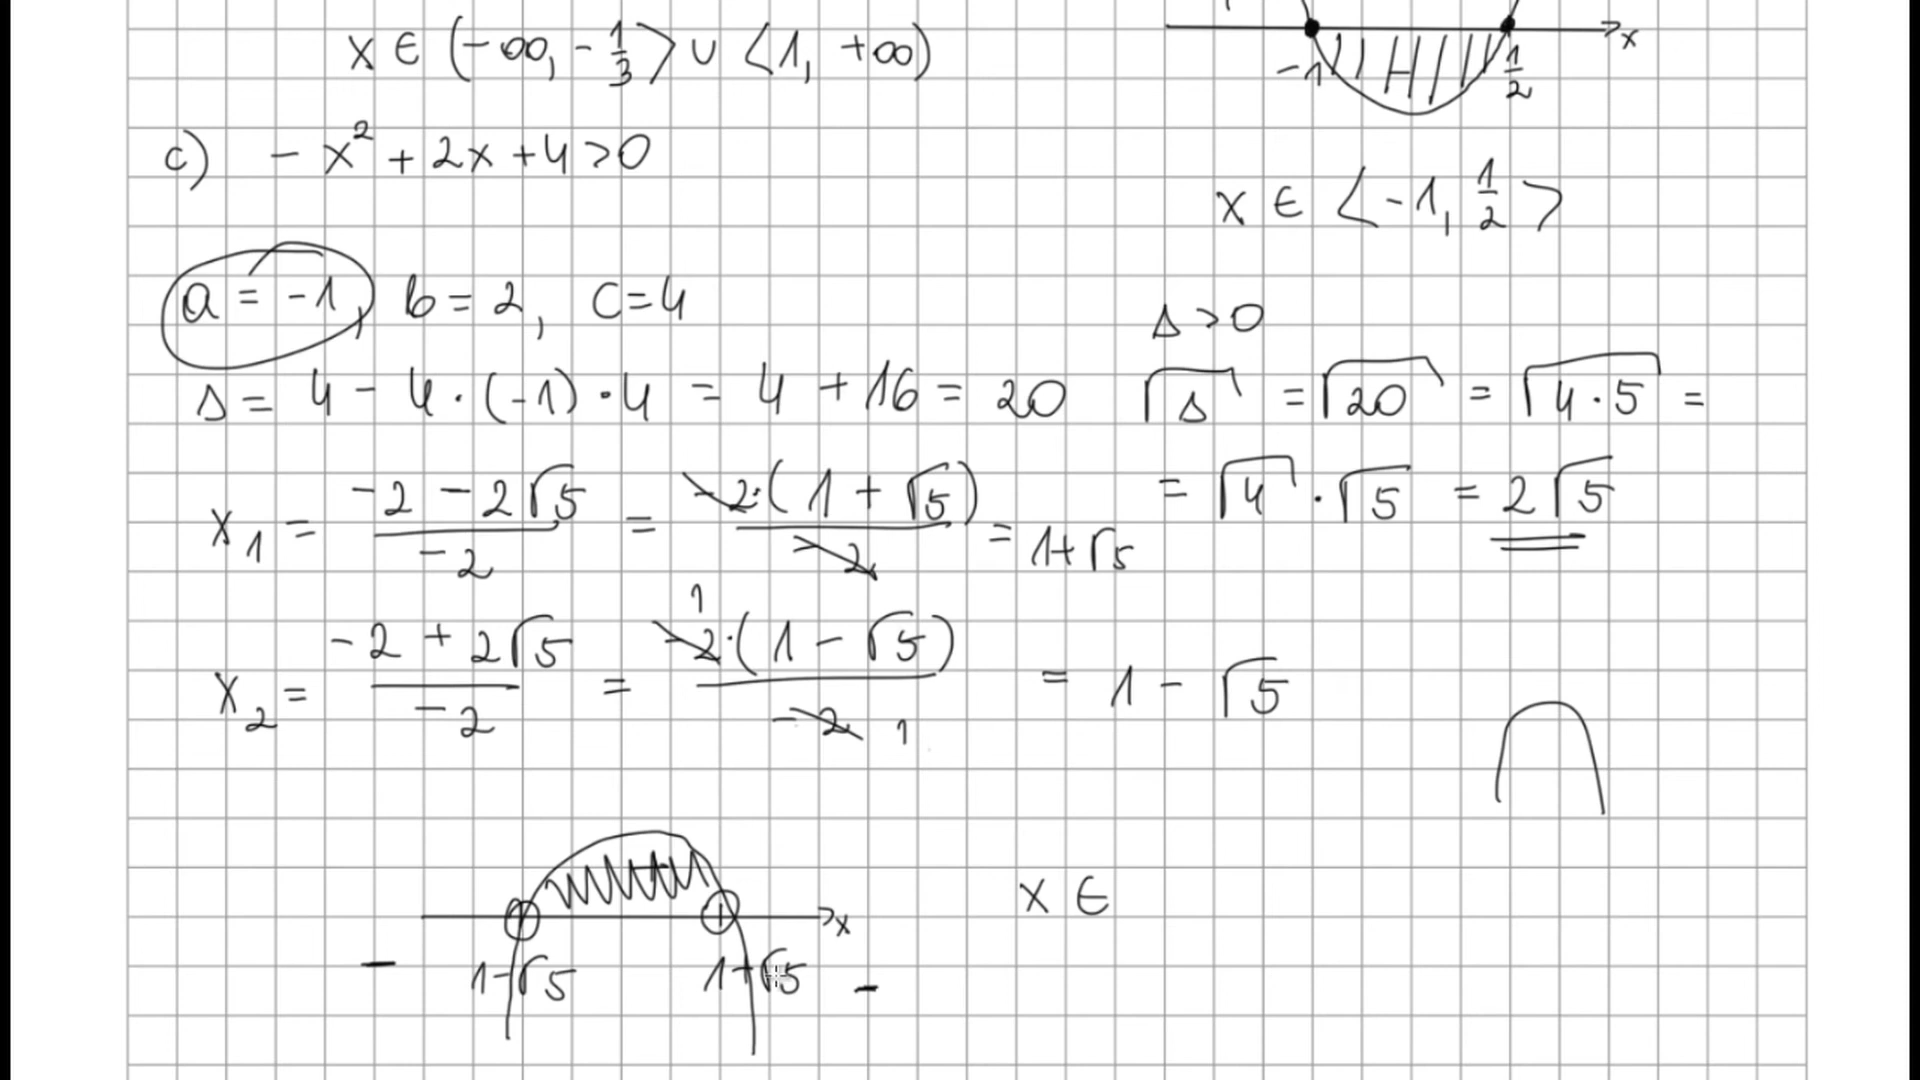 x ∈ (-∞, -1/3⟩ ∪ ⟨1, +∞)
-1 1/2 x
c) -x² + 2x + 4 > 0
x ∈ ⟨-1, 1/2⟩
a = -1, b = 2, c = 4
Δ > 0
Δ = 4 - 4·(-1)·4 = 4 + 16 = 20
√Δ = √20 = √4·5 =
= √4 · √5 = 2√5
x₁ = (-2 - 2√5)/(-2) = (-2·(1 + √5))/(-2) = 1+√5
x₂ = (-2 + 2√5)/(-2) = (-2·(1 - √5))/(-2) = 1 - √5
1 1
x
x ∈
- 1-√5 1+√5 -